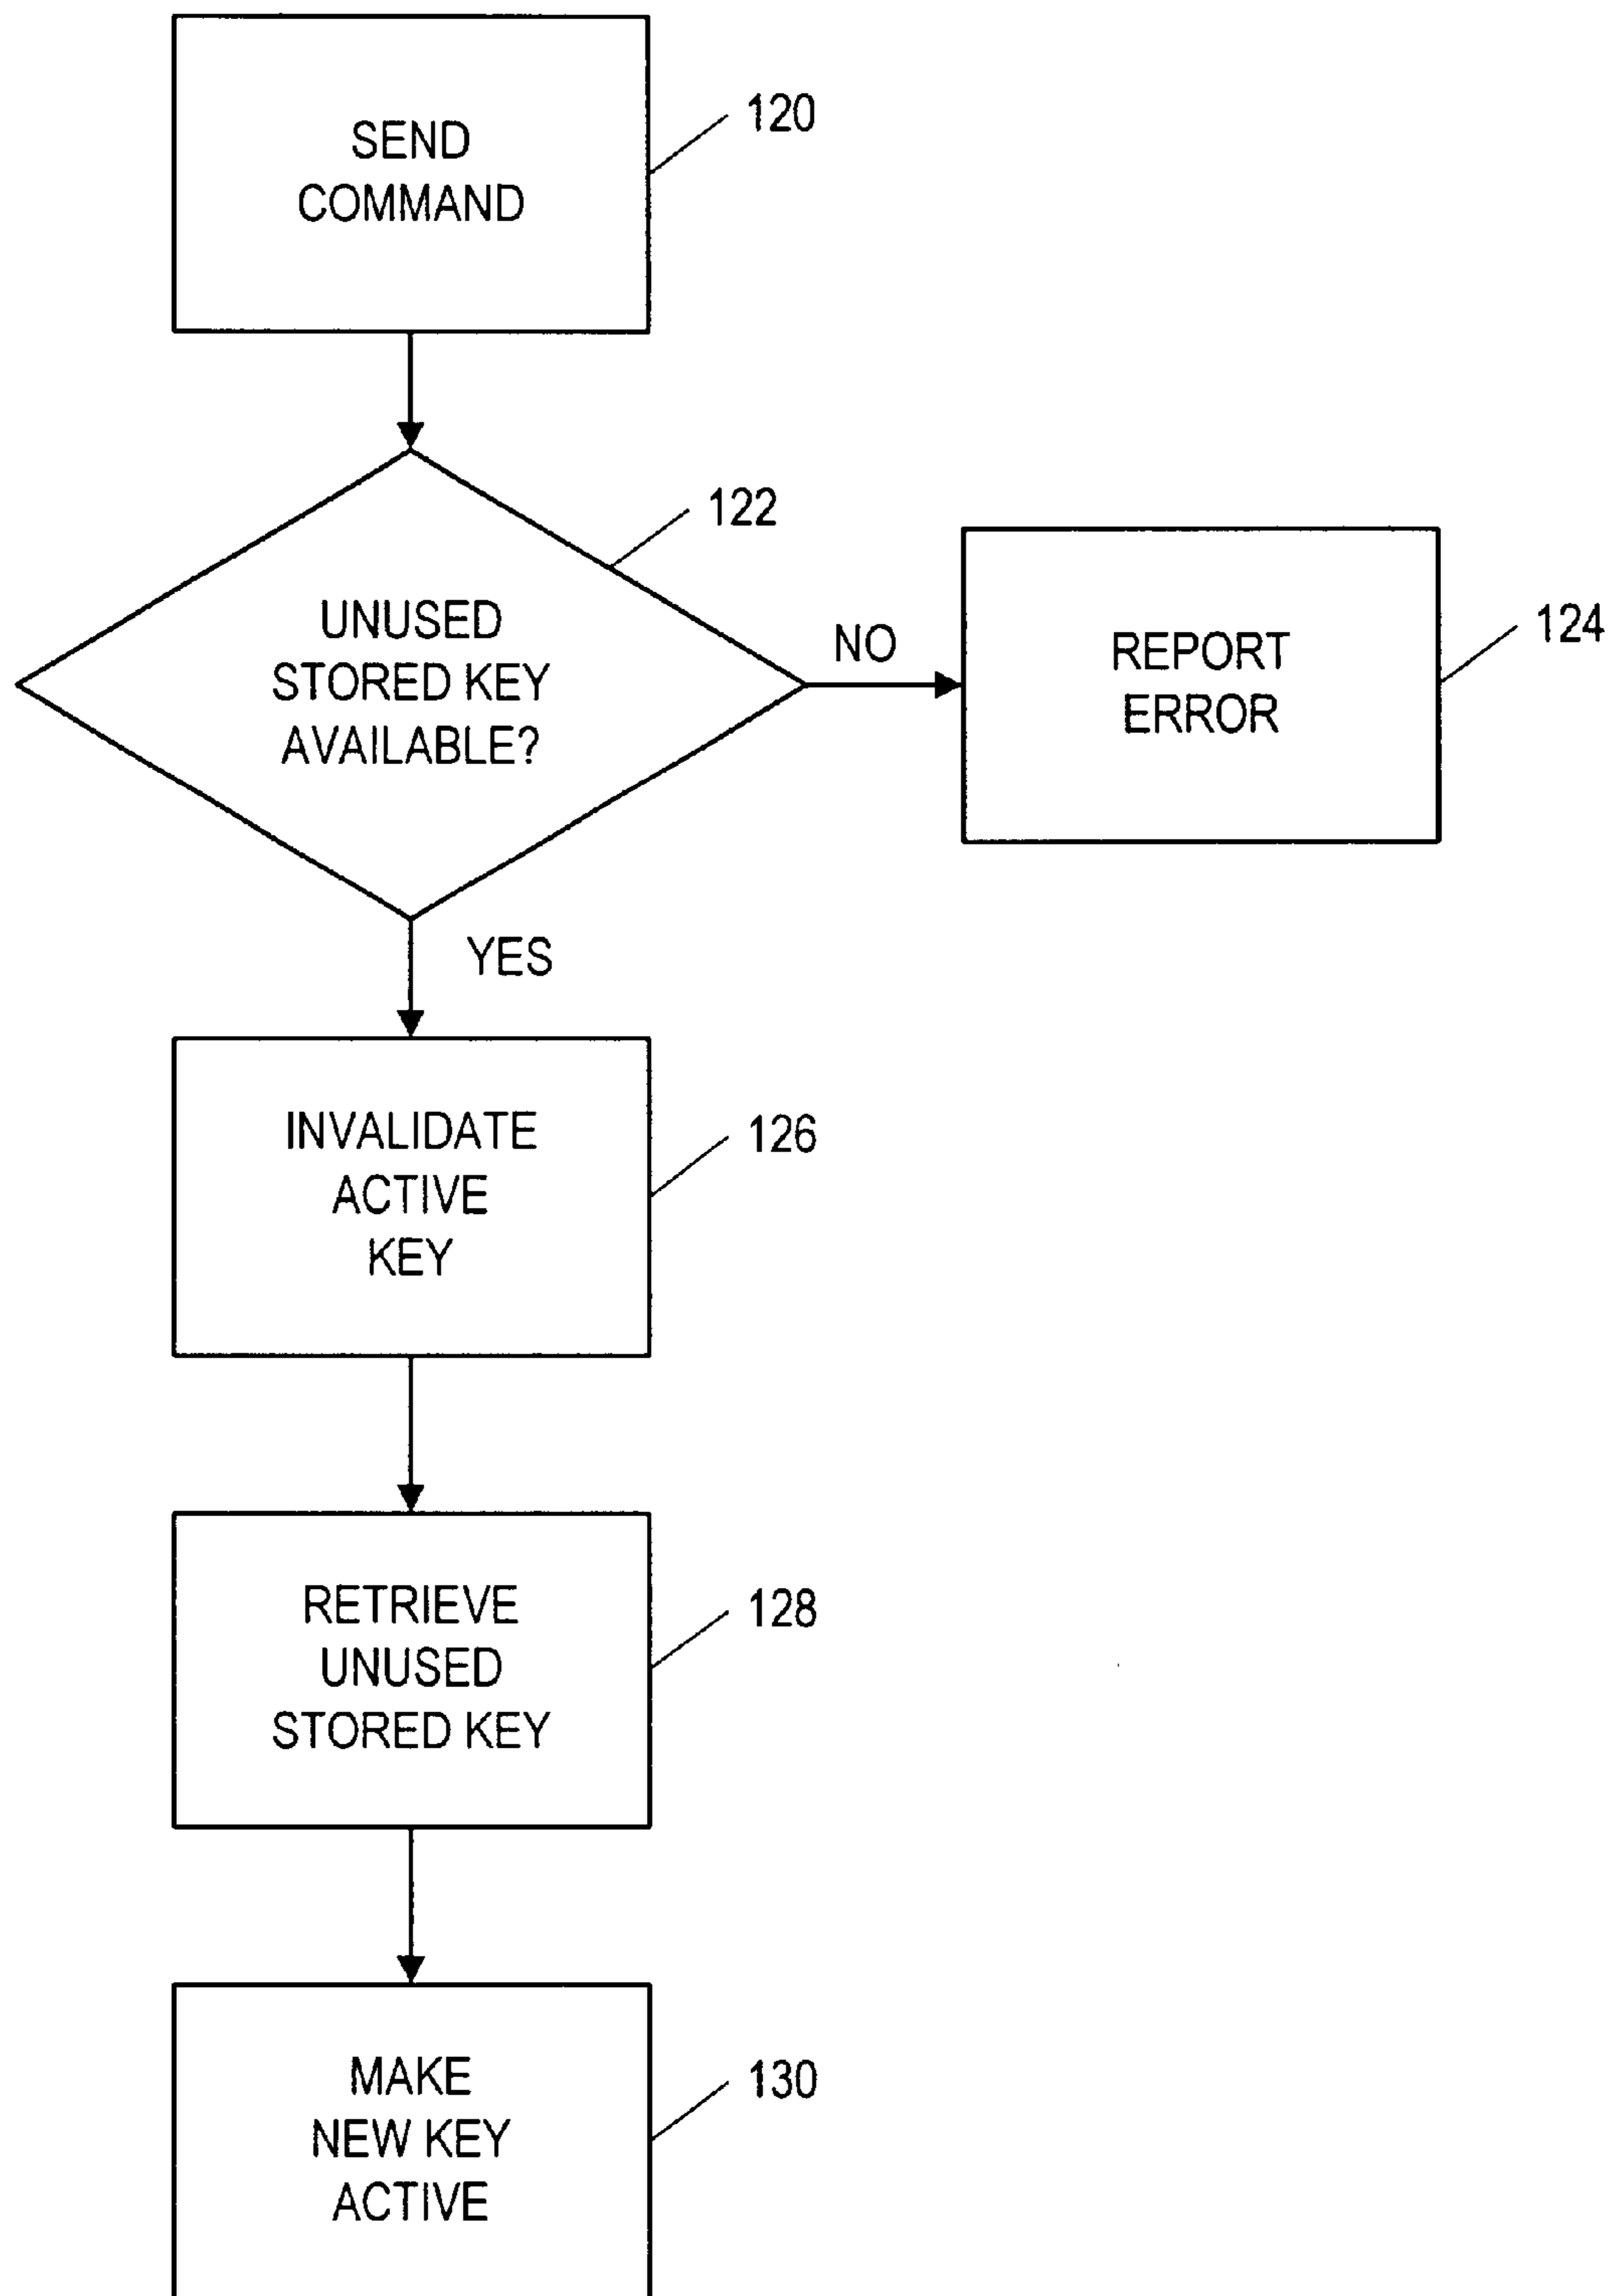 SEND
COMMAND
120
122
UNUSED
STORED KEY
AVAILABLE?
NO
REPORT
ERROR
124
YES
INVALIDATE
ACTIVE
KEY
126
RETRIEVE
UNUSED
STORED KEY
128
MAKE
NEW KEY
ACTIVE
130